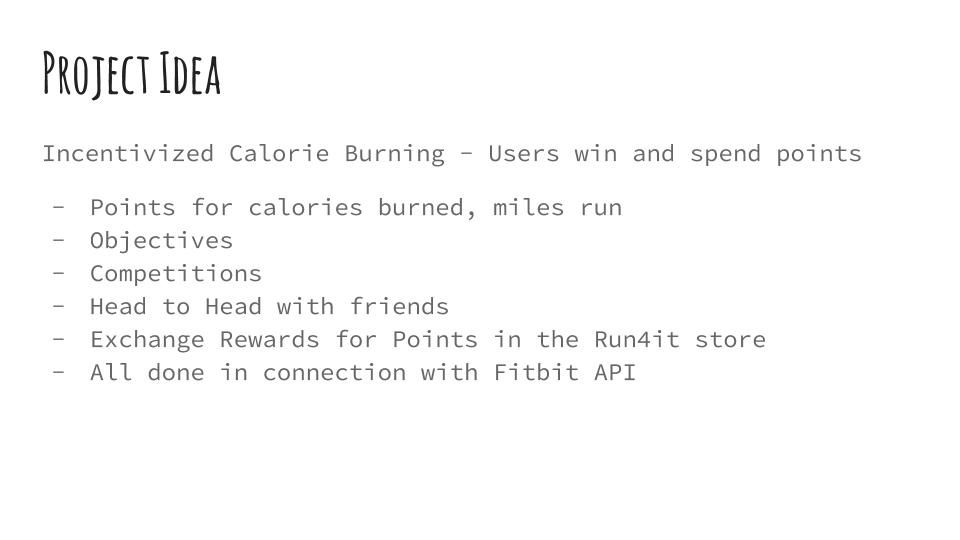 Project Idea
Incentivized Calorie Burning - Users win and spend points
- Points for calories burned, miles run
- Objectives
- Competitions
- Head to Head with friends
- Exchange Rewards for Points in the Run4it store
- All done in connection with Fitbit API